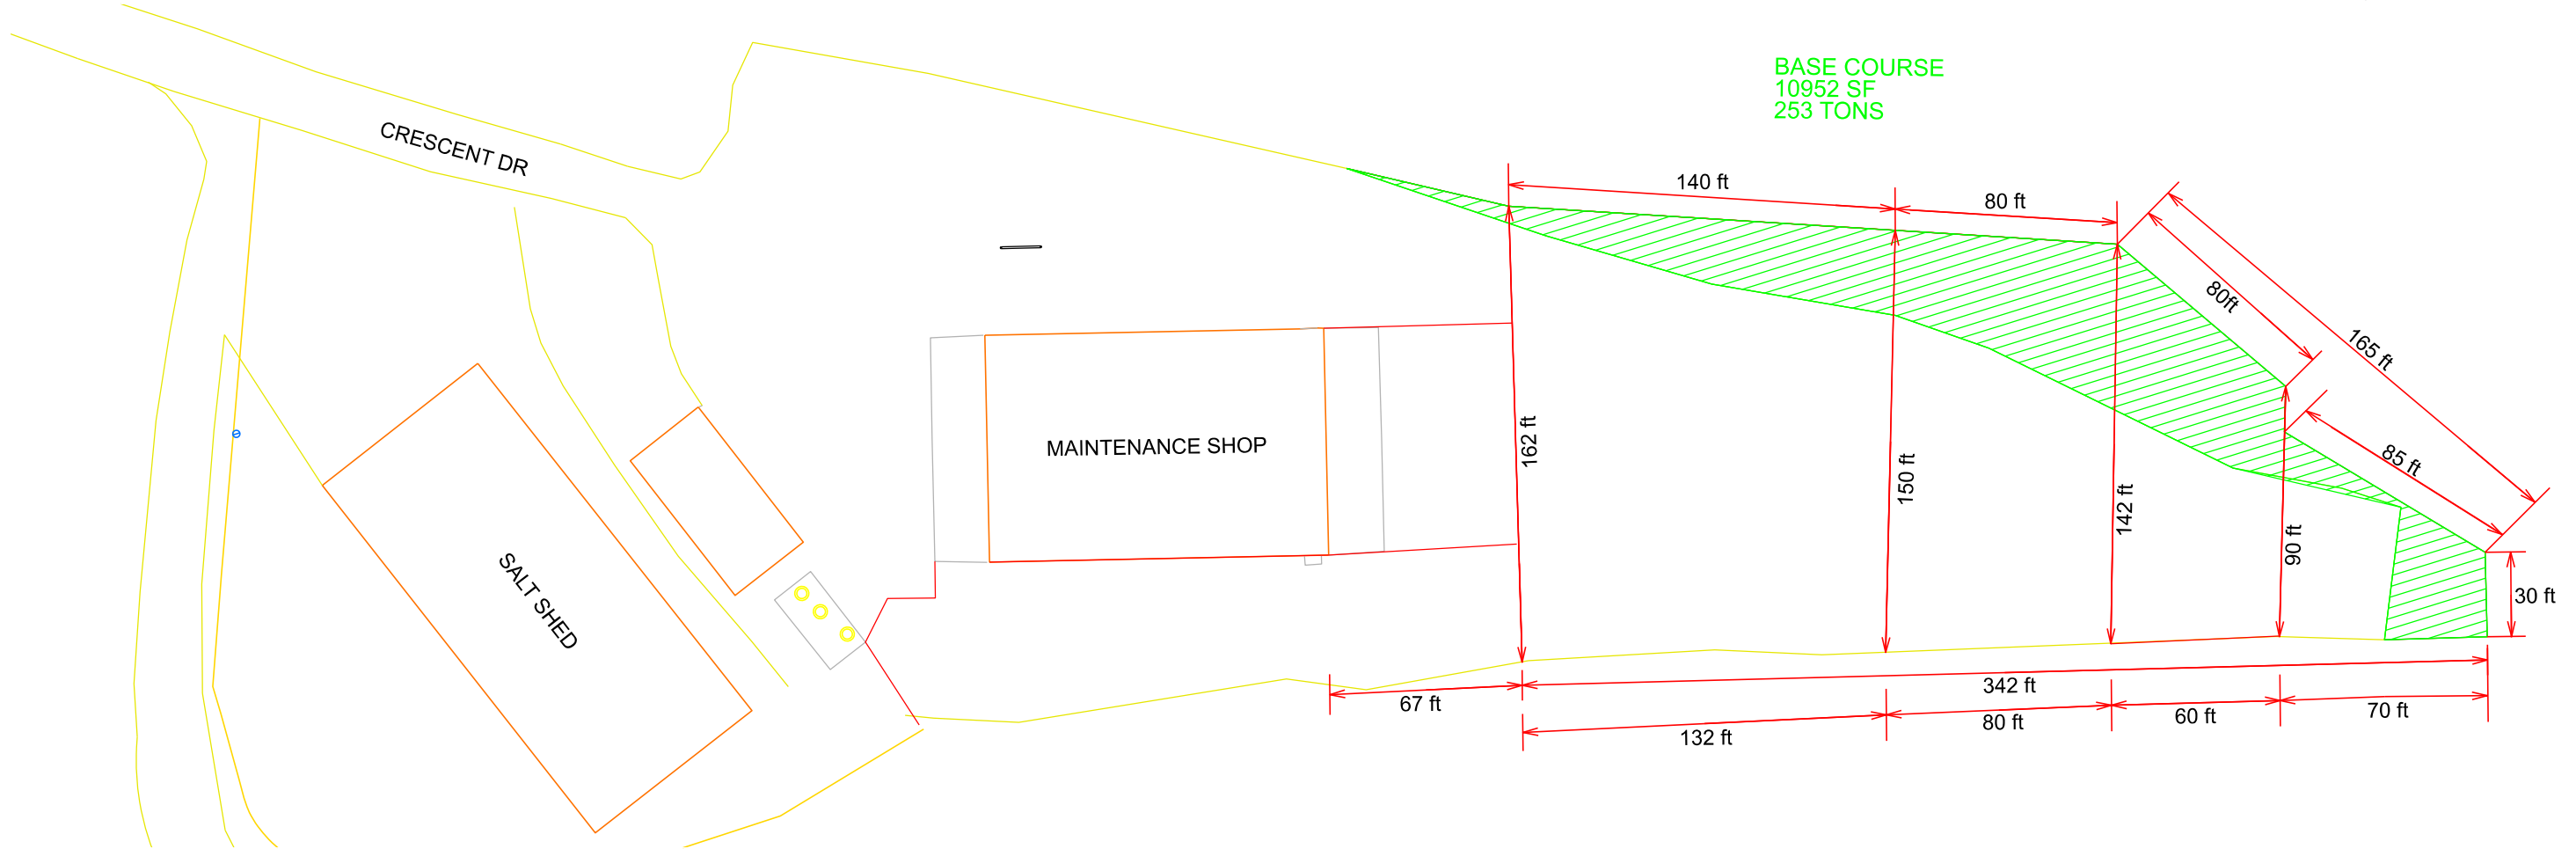 BASE COURSE
10952 SF
253 TONS
CRESCENT DR
140 ft
80 ft
80ft
165 ft
MAINTENANCE SHOP
162 ft
150 ft
142 ft
85 ft
90 ft
30 ft
SALT SHED
342 ft
67 ft
132 ft
80 ft
60 ft
70 ft